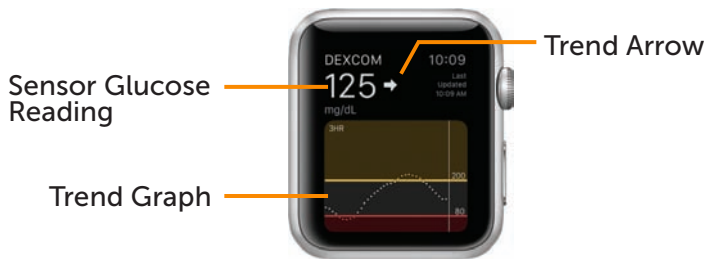 DEXCOM 10:09
125
Last
Updated
10:09 AM
mg/dL
3HR
200
80
Trend Arrow
Sensor Glucose
Reading
Trend Graph